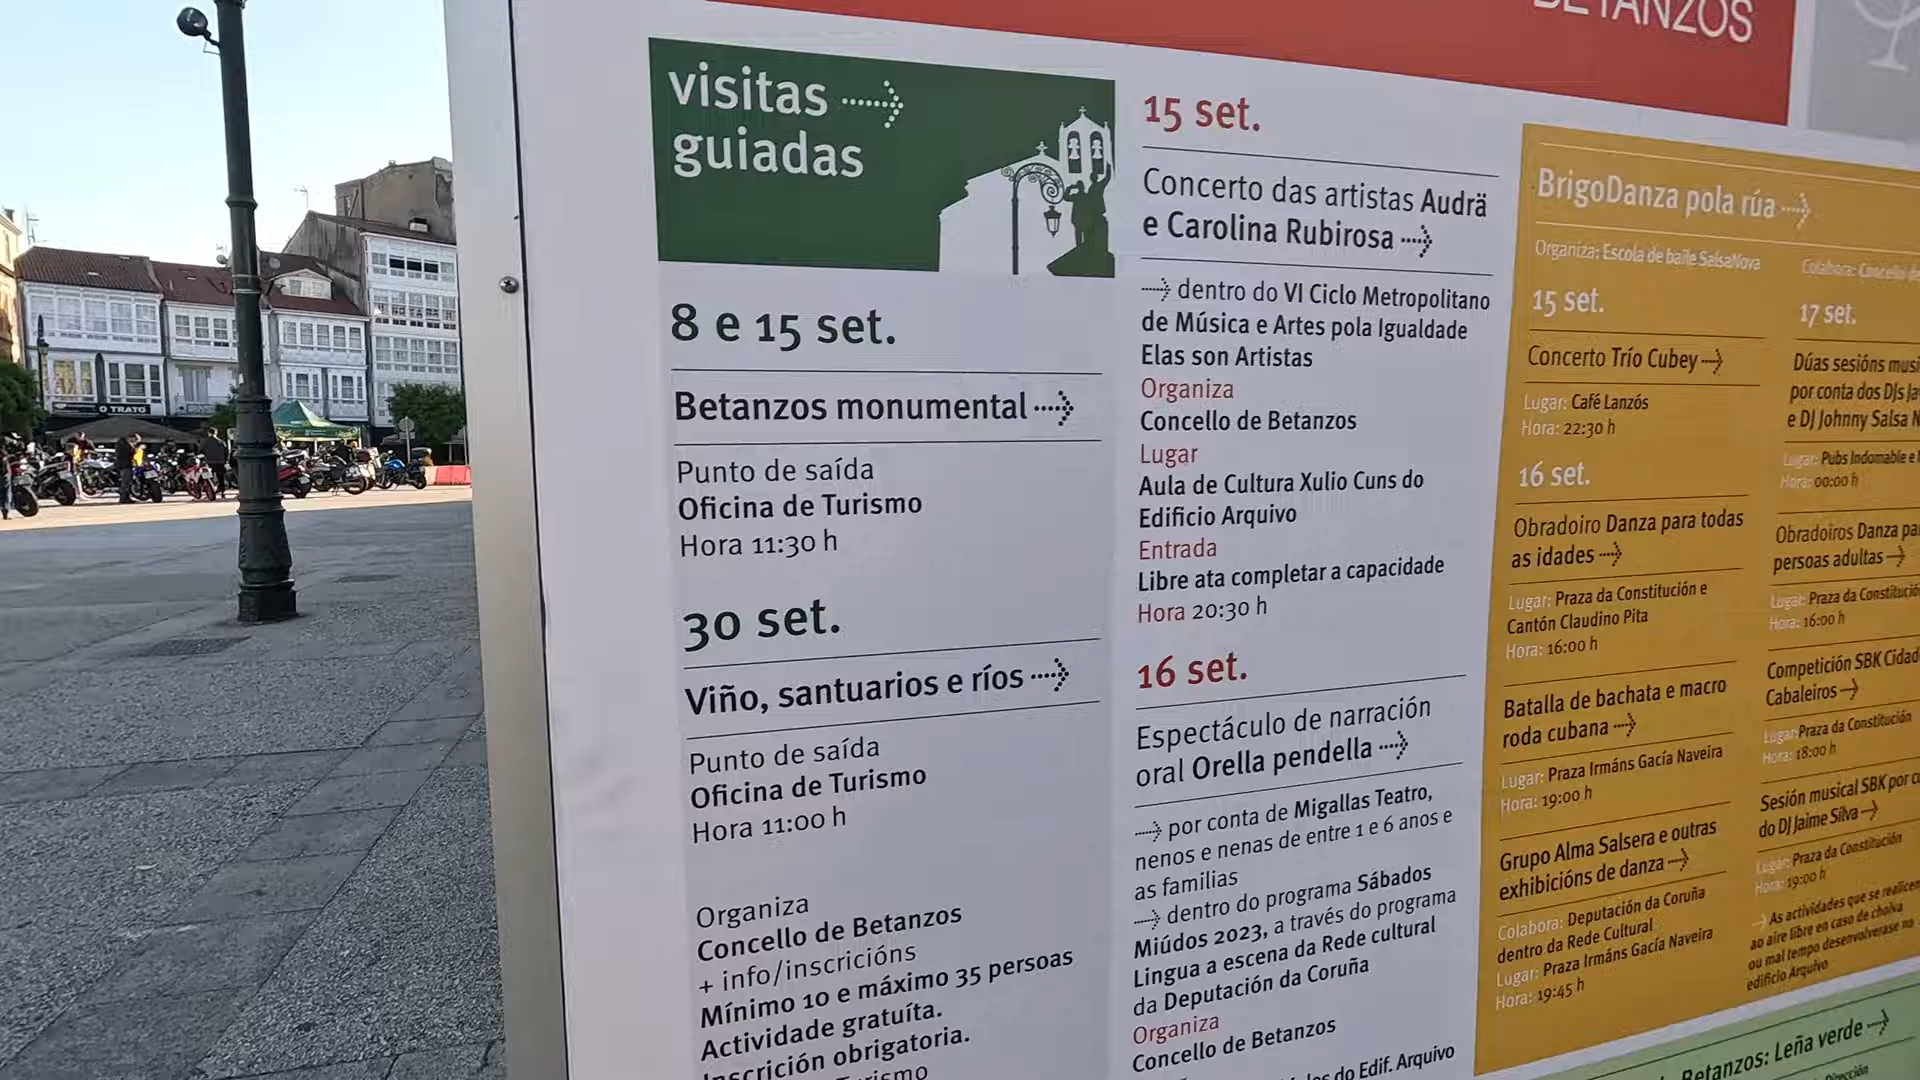 BETANZOS
visitas
guiadas
8 e 15 set.
Betanzos monumental
Punto de saída
Oficina de Turismo
Hora 11:30 h
30 set.
Viño, santuarios e ríos
Punto de saída
Oficina de Turismo
Hora 11:00 h
Organiza
Concello de Betanzos
+ info/inscricións
Mínimo 10 e máximo 35 persoas
Actividade gratuíta.
Inscrición obrigatoria.
15 set.
Concerto das artistas Audrä
e Carolina Rubirosa
dentro do VI Ciclo Metropolitano
de Música e Artes pola Igualdade
Elas son Artistas
Organiza
Concello de Betanzos
Lugar
Aula de Cultura Xulio Cuns do
Edificio Arquivo
Entrada
Libre ata completar a capacidade
Hora 20:30 h
16 set.
Espectáculo de narración
oral Orella pendella
por conta de Migallas Teatro,
nenos e nenas de entre 1 e 6 anos e
as familias
dentro do programa Sábados
Miúdos 2023, a través do programa
Lingua a escena da Rede cultural
da Deputación da Coruña
Organiza
Concello de Betanzos
do Edif. Arquivo
BrigoDanza pola rúa
Organiza: Escola de baile SalsaNova
15 set.
Concerto Trío Cubey
Lugar: Café Lanzós
Hora: 22:30 h
16 set.
Obradoiro Danza para todas
as idades
Lugar: Praza da Constitución e
Cantón Claudino Pita
Hora: 16:00 h
Batalla de bachata e macro
roda cubana
Lugar: Praza Irmáns Gacía Naveira
Hora: 19:00 h
Grupo Alma Salsera e outras
exhibicións de danza
Colabora: Deputación da Coruña
dentro da Rede Cultural
Lugar: Praza Irmáns Gacía Naveira
Hora: 19:45 h
Colabora: Concello
17 set.
Dúas sesións
por conta dos DJs
e DJ Johnny Salsa
Lugar: Pubs Indomable e
Hora: 00:00 h
Obradoiros Danza
persoas adultas
Lugar: Praza da
Hora: 16:00 h
Competición SBK
Cabaleiros
Lugar: Praza da Constitución
Hora: 18:00 h
Sesión musical SBK por
do DJ Jaime Silva
Lugar: Praza da Constitución
Hora: 19:00 h
As actividades que se
ao aire libre en caso de choiva
ou mal tempo desenvolverase no
edificio Arquivo
Betanzos: Leña verde
Dirección
O TRATO